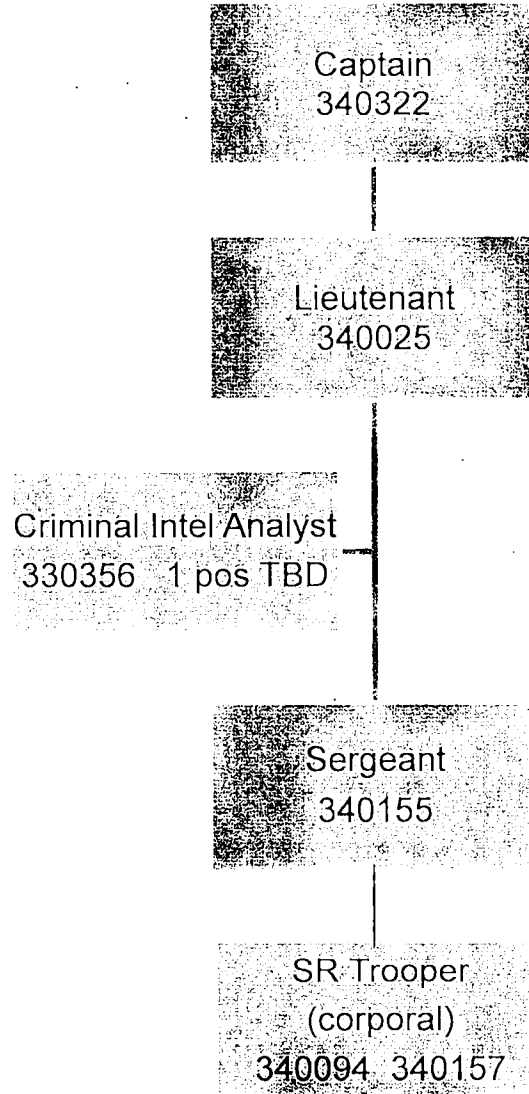 Captain
340322
Lieutenant
340025
Criminal Intel Analyst
330356 1 pos TBD
Sergeant
340155
SR Trooper
(corporal)
340094 340157